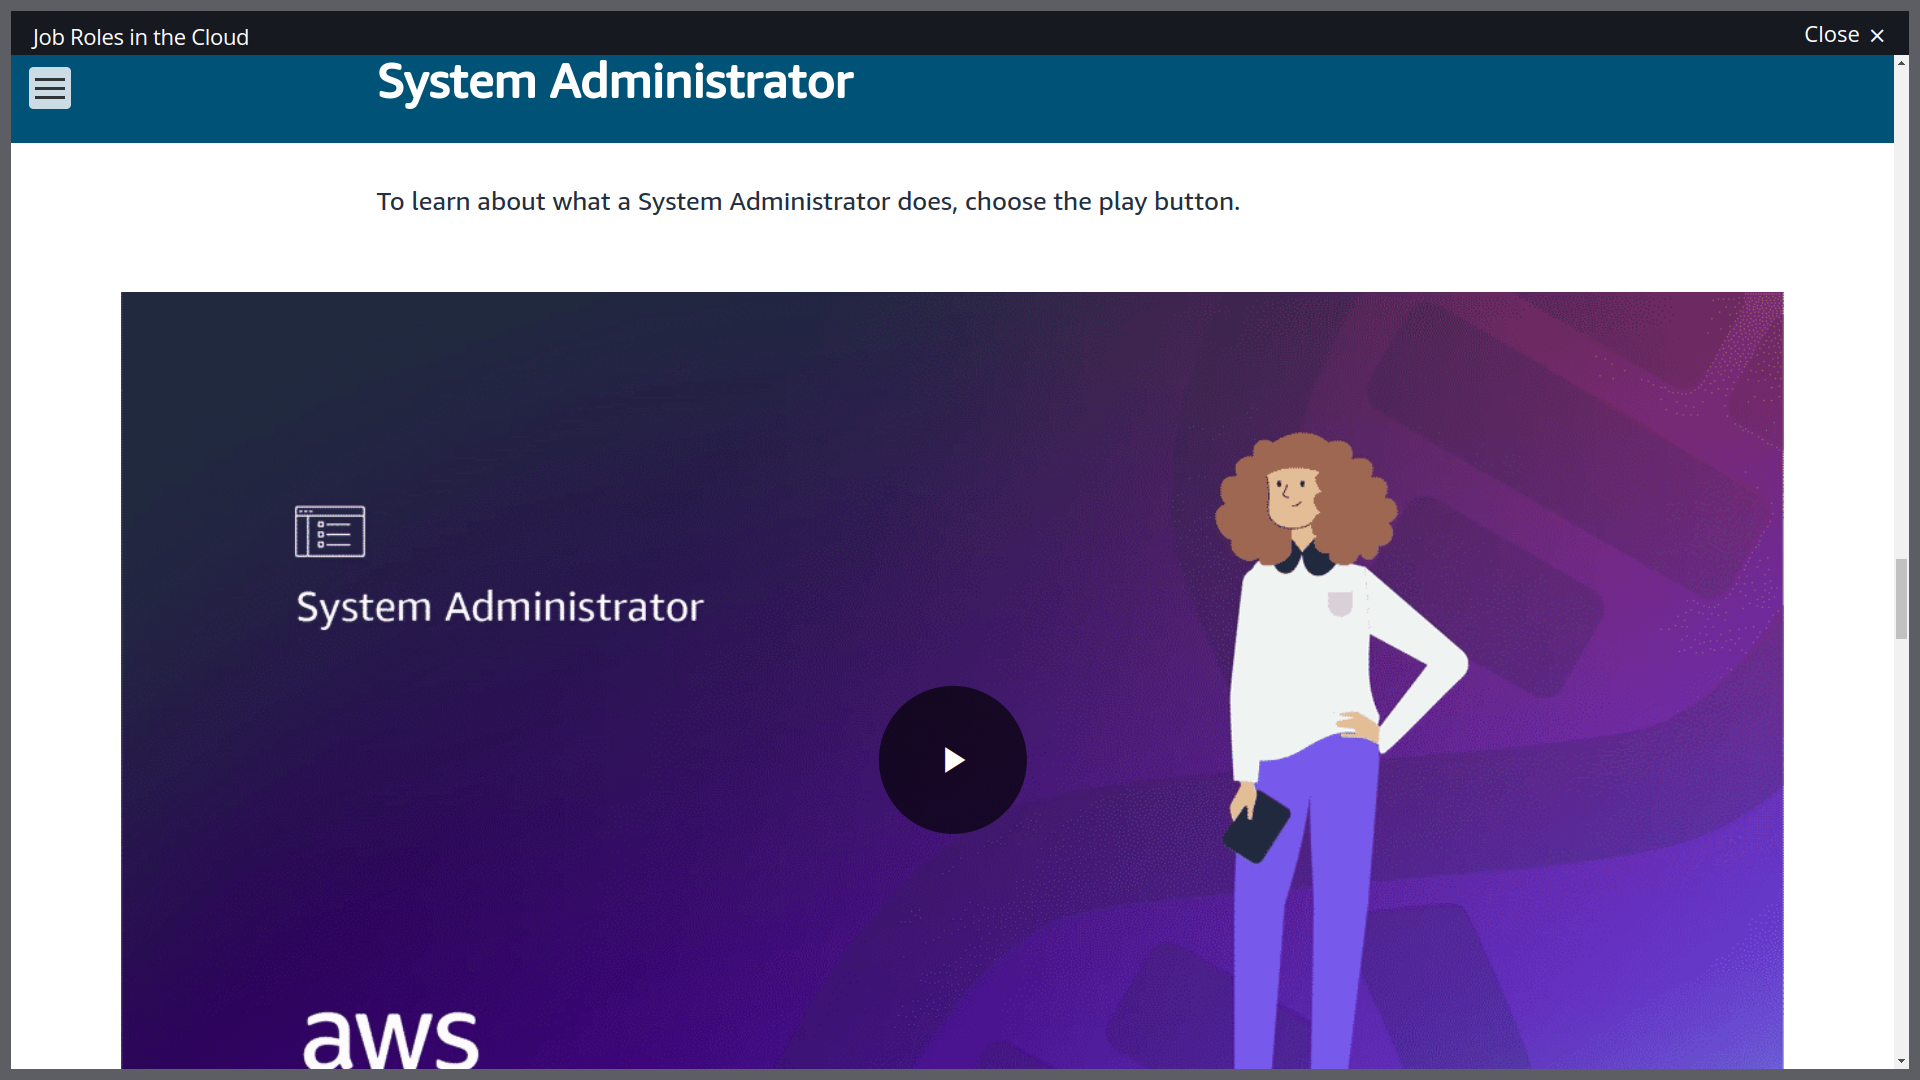 Job Roles in the Cloud
Close ×
System Administrator
To learn about what a System Administrator does, choose the play button.
System Administrator
aws